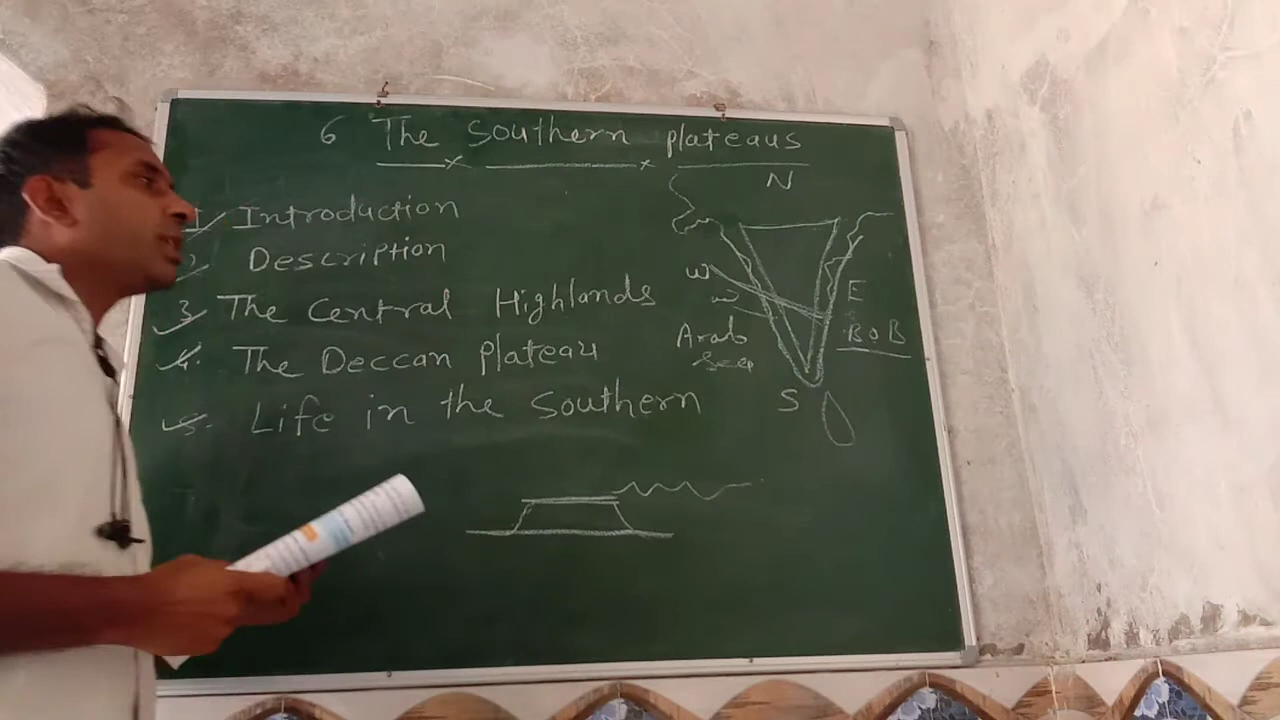 6 The Southern plateaus
N
1 Introduction
2 Description
3. The Central Highlands
4. The Deccan plateau
5. Life in the Southern
W
W
E
Arab
Sea
BOB
S